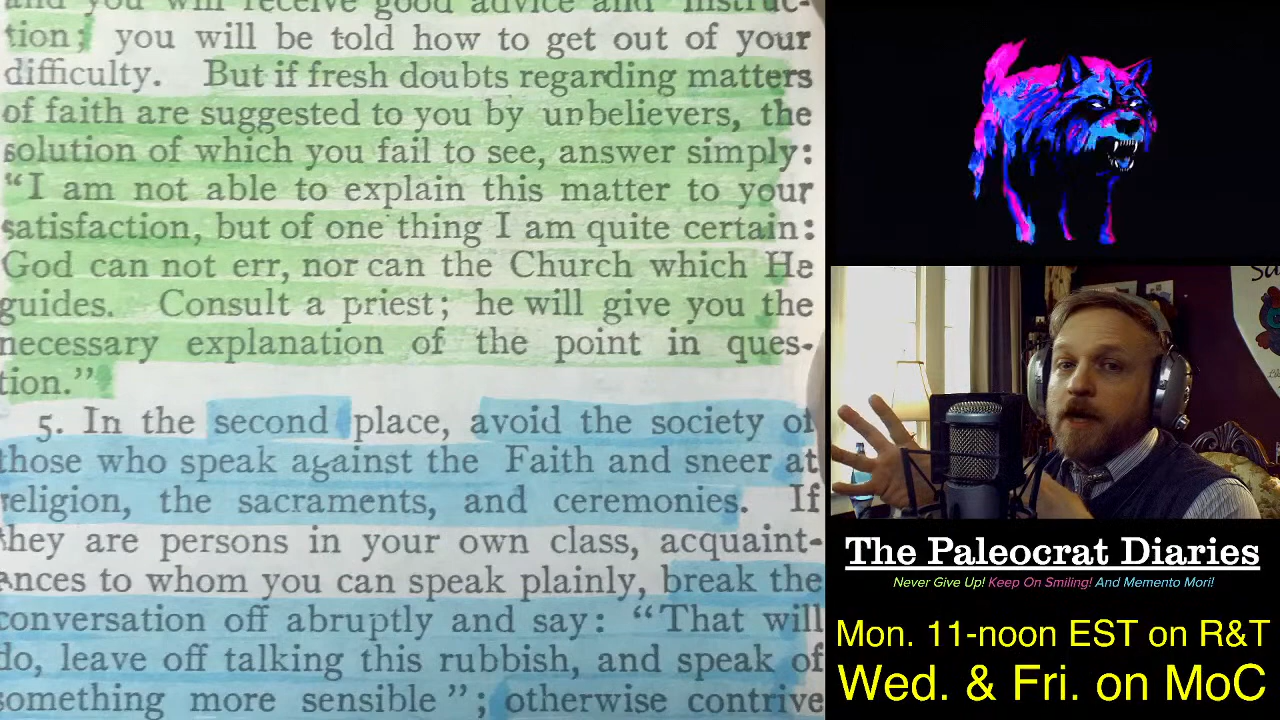 and you will receive good advice and instruc-
tion; you will be told how to get out of your
difficulty. But if fresh doubts regarding matters
of faith are suggested to you by unbelievers, the
solution of which you fail to see, answer simply:
“I am not able to explain this matter to your
satisfaction, but of one thing I am quite certain:
God can not err, nor can the Church which He
guides. Consult a priest; he will give you the
necessary explanation of the point in ques-
tion.”
5. In the second place, avoid the society of
those who speak against the Faith and sneer at
religion, the sacraments, and ceremonies. If
they are persons in your own class, acquaint-
ances to whom you can speak plainly, break the
conversation off abruptly and say: “That will
do, leave off talking this rubbish, and speak of
something more sensible”; otherwise contrive
The Paleocrat Diaries
Never Give Up! Keep On Smiling! And Memento Mori!
Mon. 11-noon EST on R&T
Wed. & Fri. on MoC